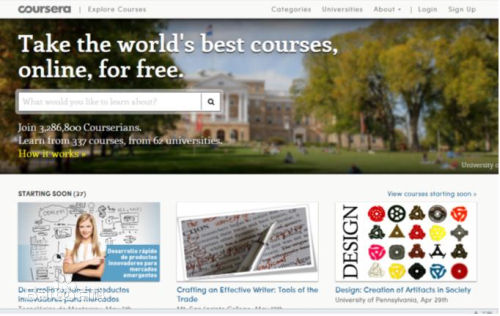 coursera | Explore Courses Categories Universities About | Login Sign Up
Take the world's best courses,
online, for free.
What would you like to learn about?
Join 3,286,800 Courserians.
Learn from 337 courses, from 62 universities.
How it works »
University of
STARTING SOON (27) View courses starting soon »
Desarrollo rápido
de productos
innovadores para
mercados
emergentes
DESIGN
Desarrollo rápido de productos
innovadores para mercados
Crafting an Effective Writer: Tools of the
Trade
Design: Creation of Artifacts in Society
University of Pennsylvania, Apr 29th